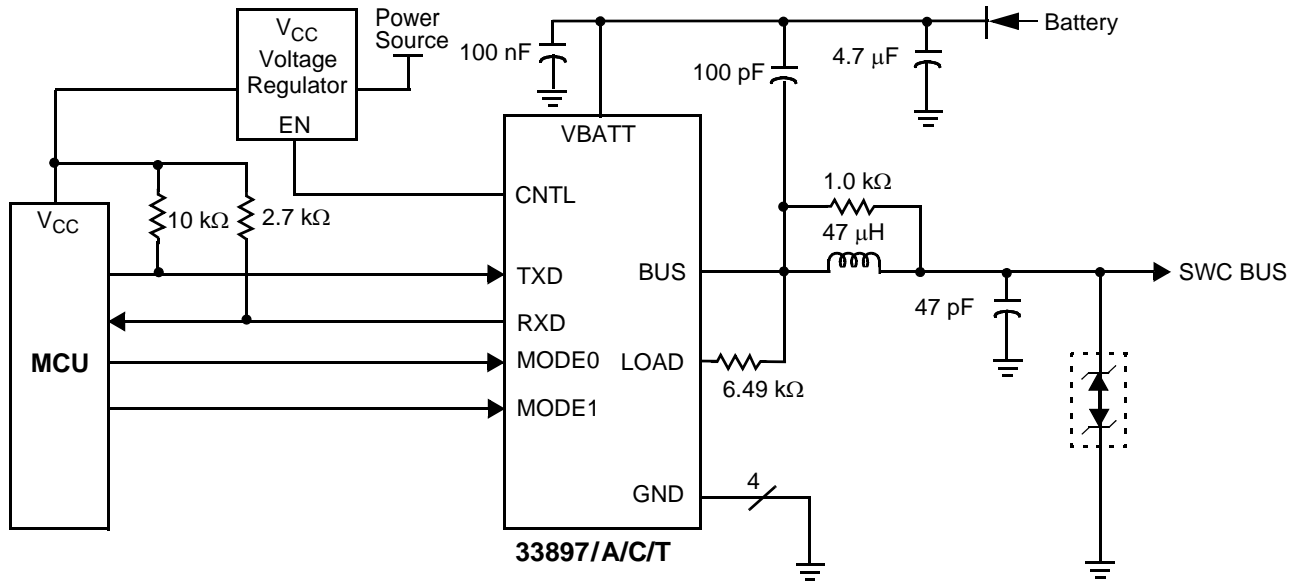 V_CC
Voltage
Regulator
EN
Power
Source
100 nF
100 pF
4.7 μF
Battery
VBATT
CNTL
1.0 kΩ
47 μH
V_CC
10 kΩ
2.7 kΩ
TXD
BUS
SWC BUS
RXD
47 pF
MCU
MODE0
LOAD
6.49 kΩ
MODE1
GND
4
33897/A/C/T